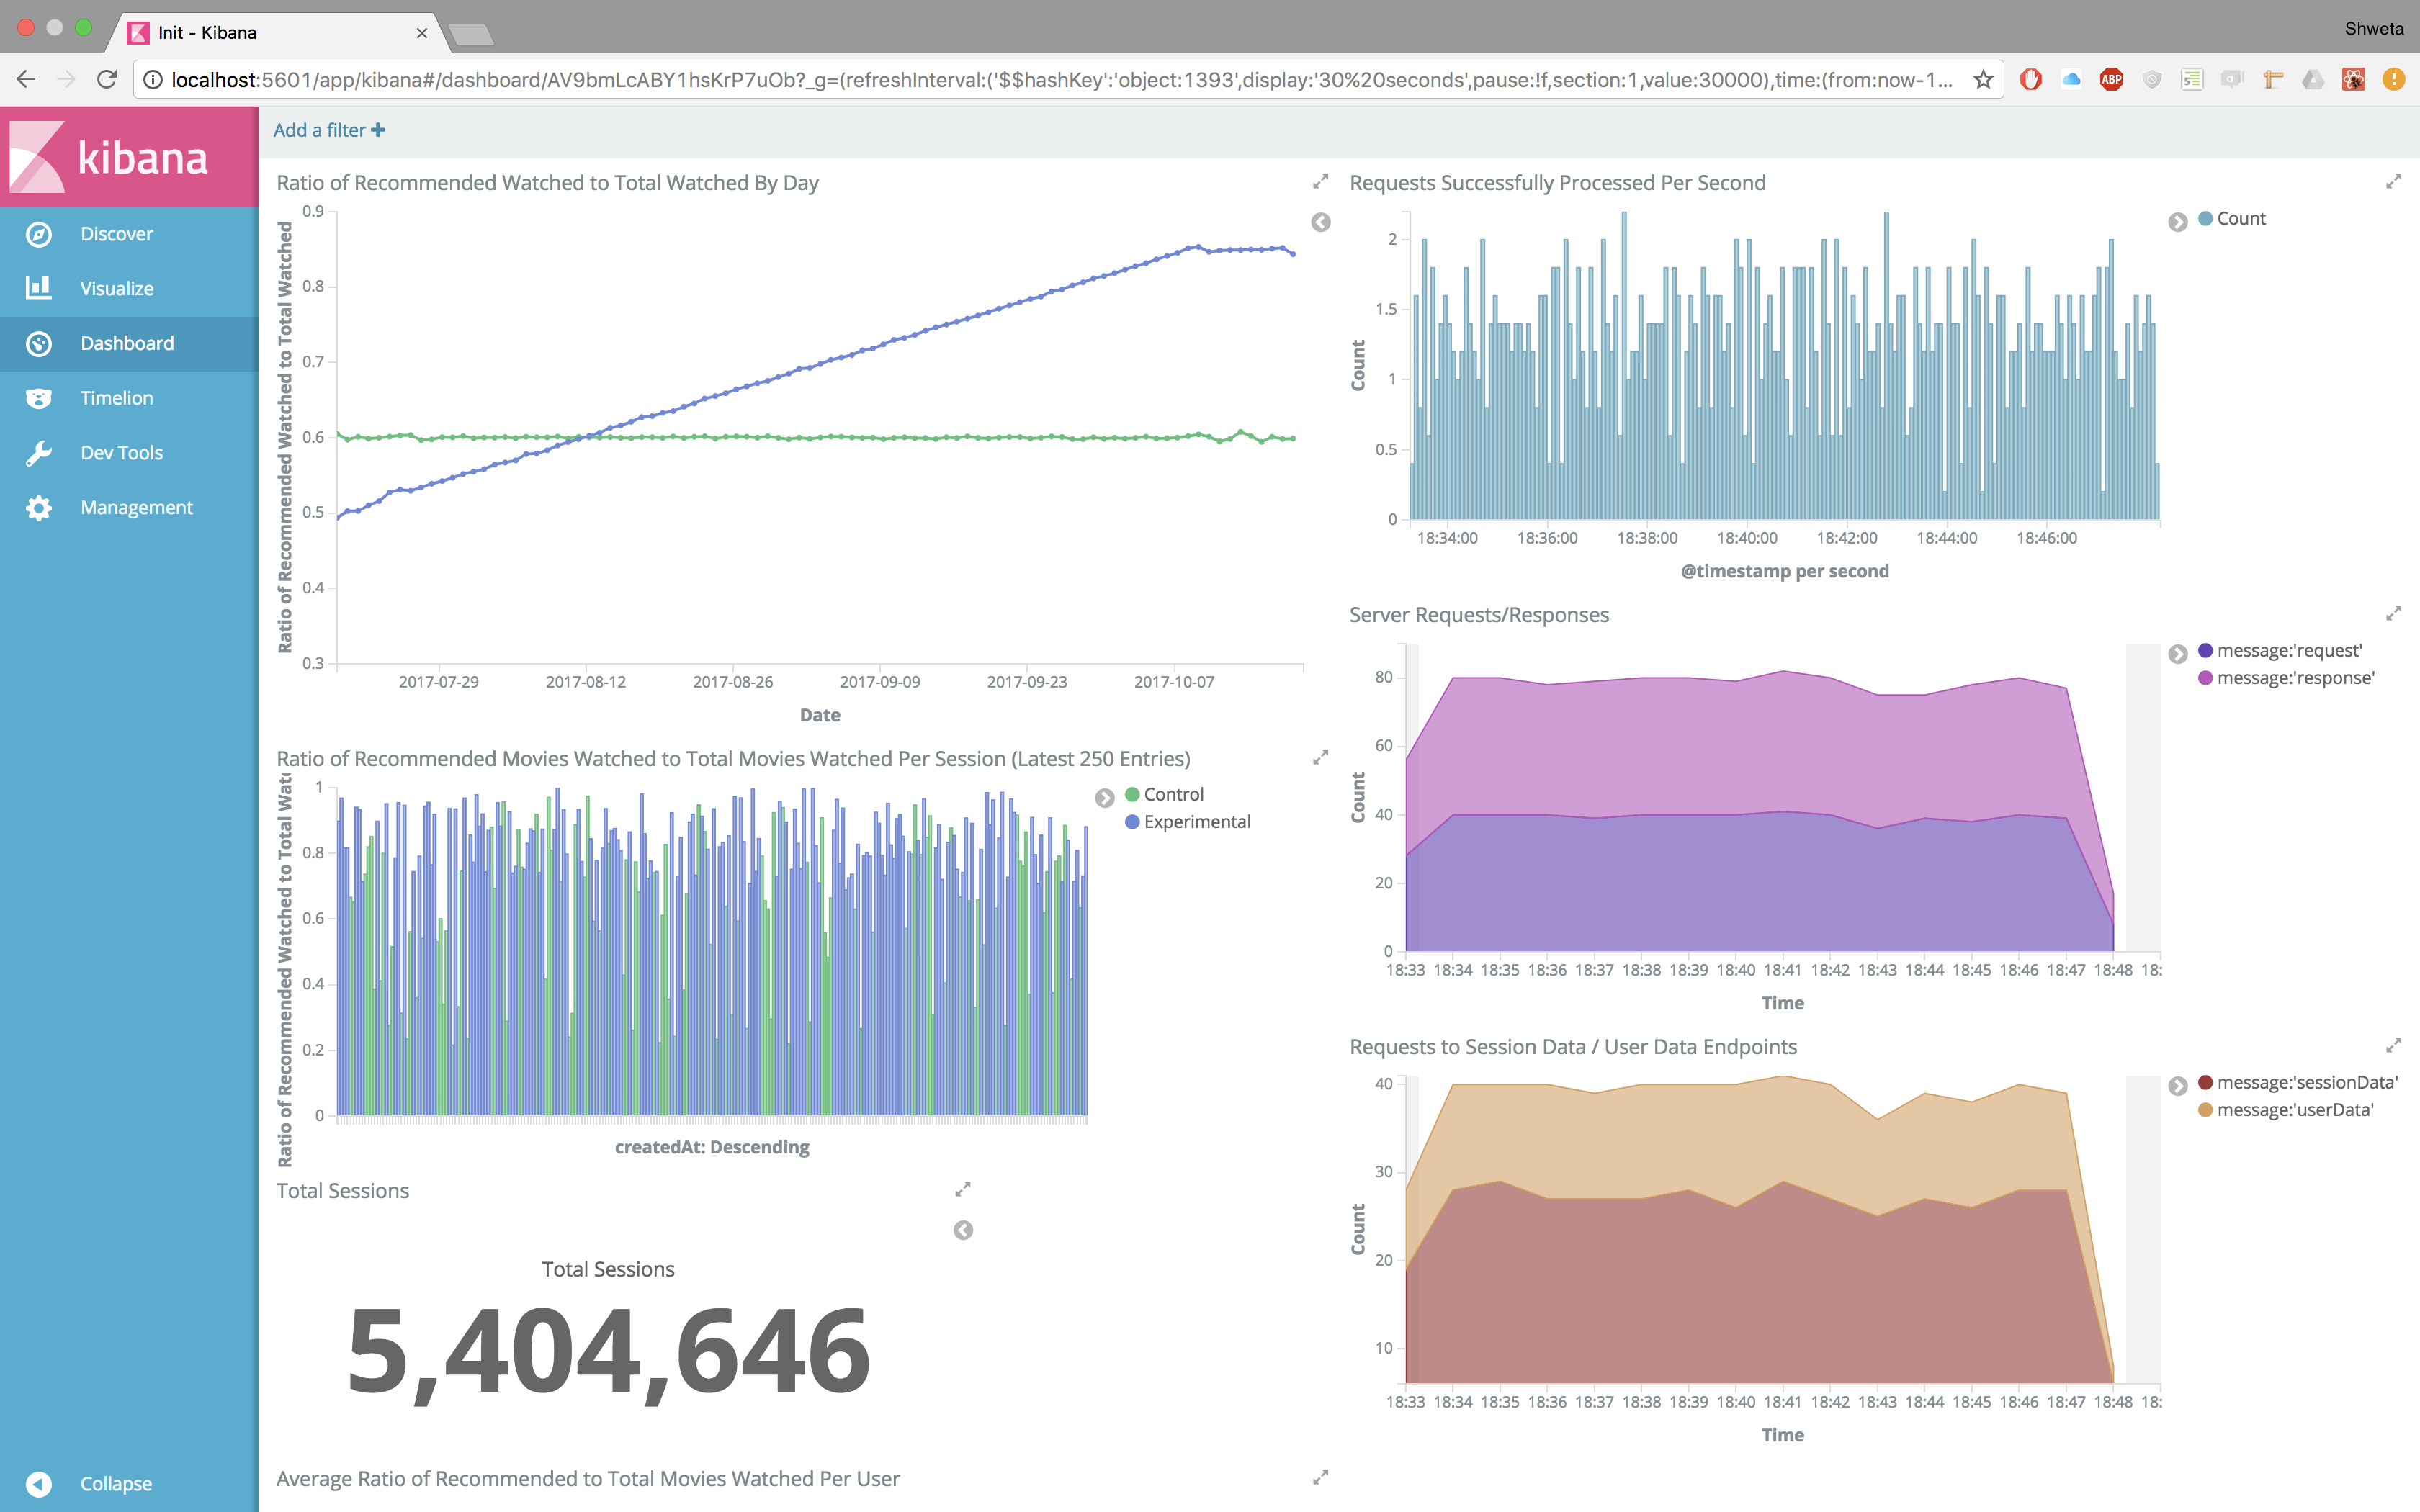 Init - Kibana
Shweta
localhost:5601/app/kibana#/dashboard/AV9bmLcABY1hsKrP7uOb?_g=(refreshInterval:('$$hashKey':'object:1393',display:'30%20seconds',pause:!f,section:1,value:30000),time:(from:now-1...
ABP
kibana
Discover
Visualize
Dashboard
Timelion
Dev Tools
Management
Collapse
Add a filter
Ratio of Recommended Watched to Total Watched By Day
Ratio of Recommended Watched to Total Watched
0.9
0.8
0.7
0.6
0.5
0.4
0.3
2017-07-29 2017-08-12 2017-08-26 2017-09-09 2017-09-23 2017-10-07
Date
Ratio of Recommended Movies Watched to Total Movies Watched Per Session (Latest 250 Entries)
Ratio of Recommended Watched to Total Wat
1
0.8
0.6
0.4
0.2
0
Control
Experimental
createdAt: Descending
Total Sessions
Total Sessions
5,404,646
Average Ratio of Recommended to Total Movies Watched Per User
Requests Successfully Processed Per Second
Count
2
1.5
1
0.5
0
Count
18:34:00 18:36:00 18:38:00 18:40:00 18:42:00 18:44:00 18:46:00
@timestamp per second
Server Requests/Responses
Count
80
60
40
20
0
message:'request'
message:'response'
18:33 18:34 18:35 18:36 18:37 18:38 18:39 18:40 18:41 18:42 18:43 18:44 18:45 18:46 18:47 18:48 18:
Time
Requests to Session Data / User Data Endpoints
Count
40
30
20
10
message:'sessionData'
message:'userData'
18:33 18:34 18:35 18:36 18:37 18:38 18:39 18:40 18:41 18:42 18:43 18:44 18:45 18:46 18:47 18:48 18:
Time